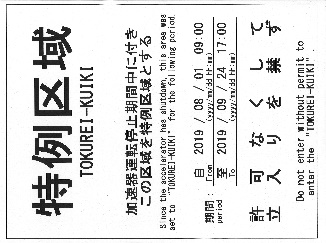 特例区域
TOKUREI-KUIKI
加速器運転停止期間中に付き
この区域を特例区域とする
Since the accelerator has shutdown, this area was
set to "TOKUREI-KUIKI" for the following period.
期間： 自 2019 / 08 / 01 09:00
period From (yyyy/mm/dd HH:mm)
至 2019 / 09 / 24 17:00
To (yyyy/mm/dd HH:mm)
許可なくして
立入りを禁ず
Do not enter without permit to
enter the "TOKUREI-KUIKI".